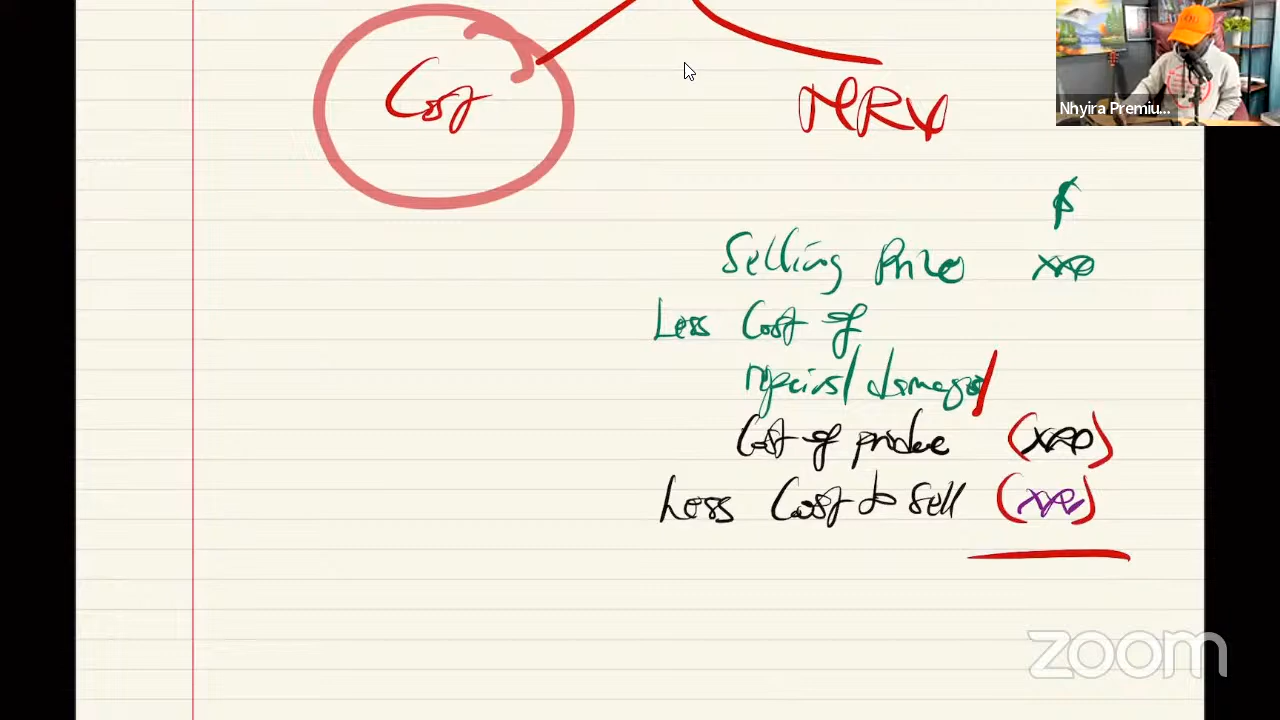 Cost
NRV
Nhyira Premiu...
$
Selling Price xxx
Less Cost of
repairs/damages/
Cost of produce (xxx)
Less Cost to Sell (xxx)
zoom